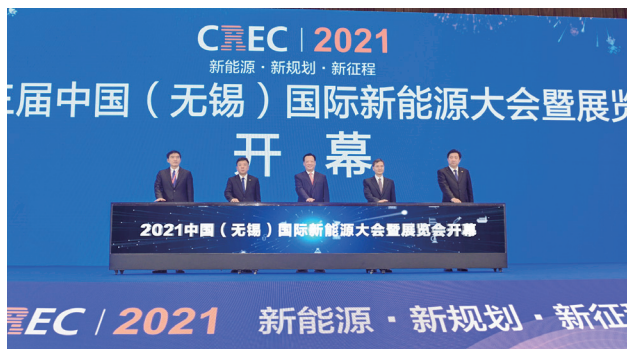 CREC | 2021
新能源·新规划·新征程
三届中国（无锡）国际新能源大会暨展览
开幕
2021中国（无锡）国际新能源大会暨展览会开幕
REC / 2021 新能源·新规划·新征程